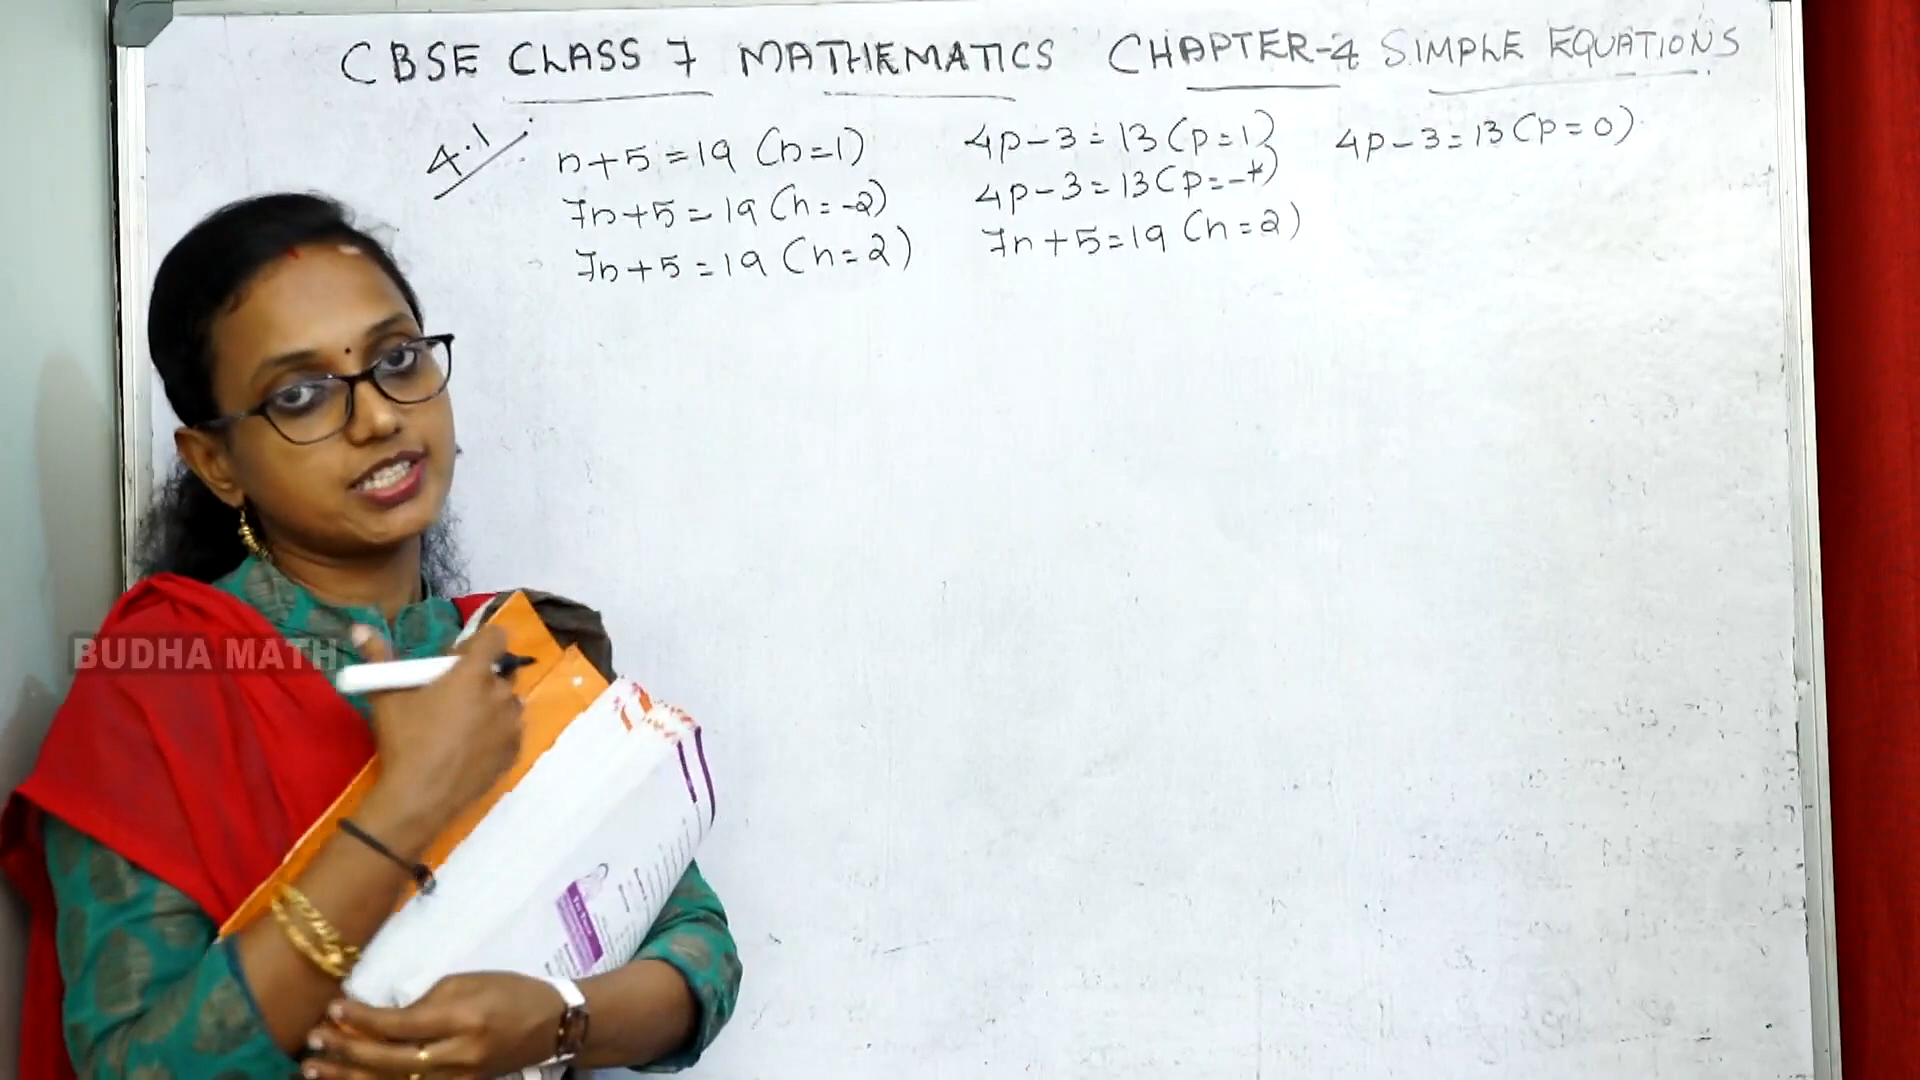 CBSE CLASS 7 MATHEMATICS CHAPTER-4 SIMPLE EQUATIONS
4.1
n+5=19 (n=1)
7n+5=19 (n=-2)
7n+5=19 (n=2)
4p-3=13 (p=1)
4p-3=13 (p=-
7n+5=19 (n=2)
4p-3=13 (p=0)
BUDHA MATH